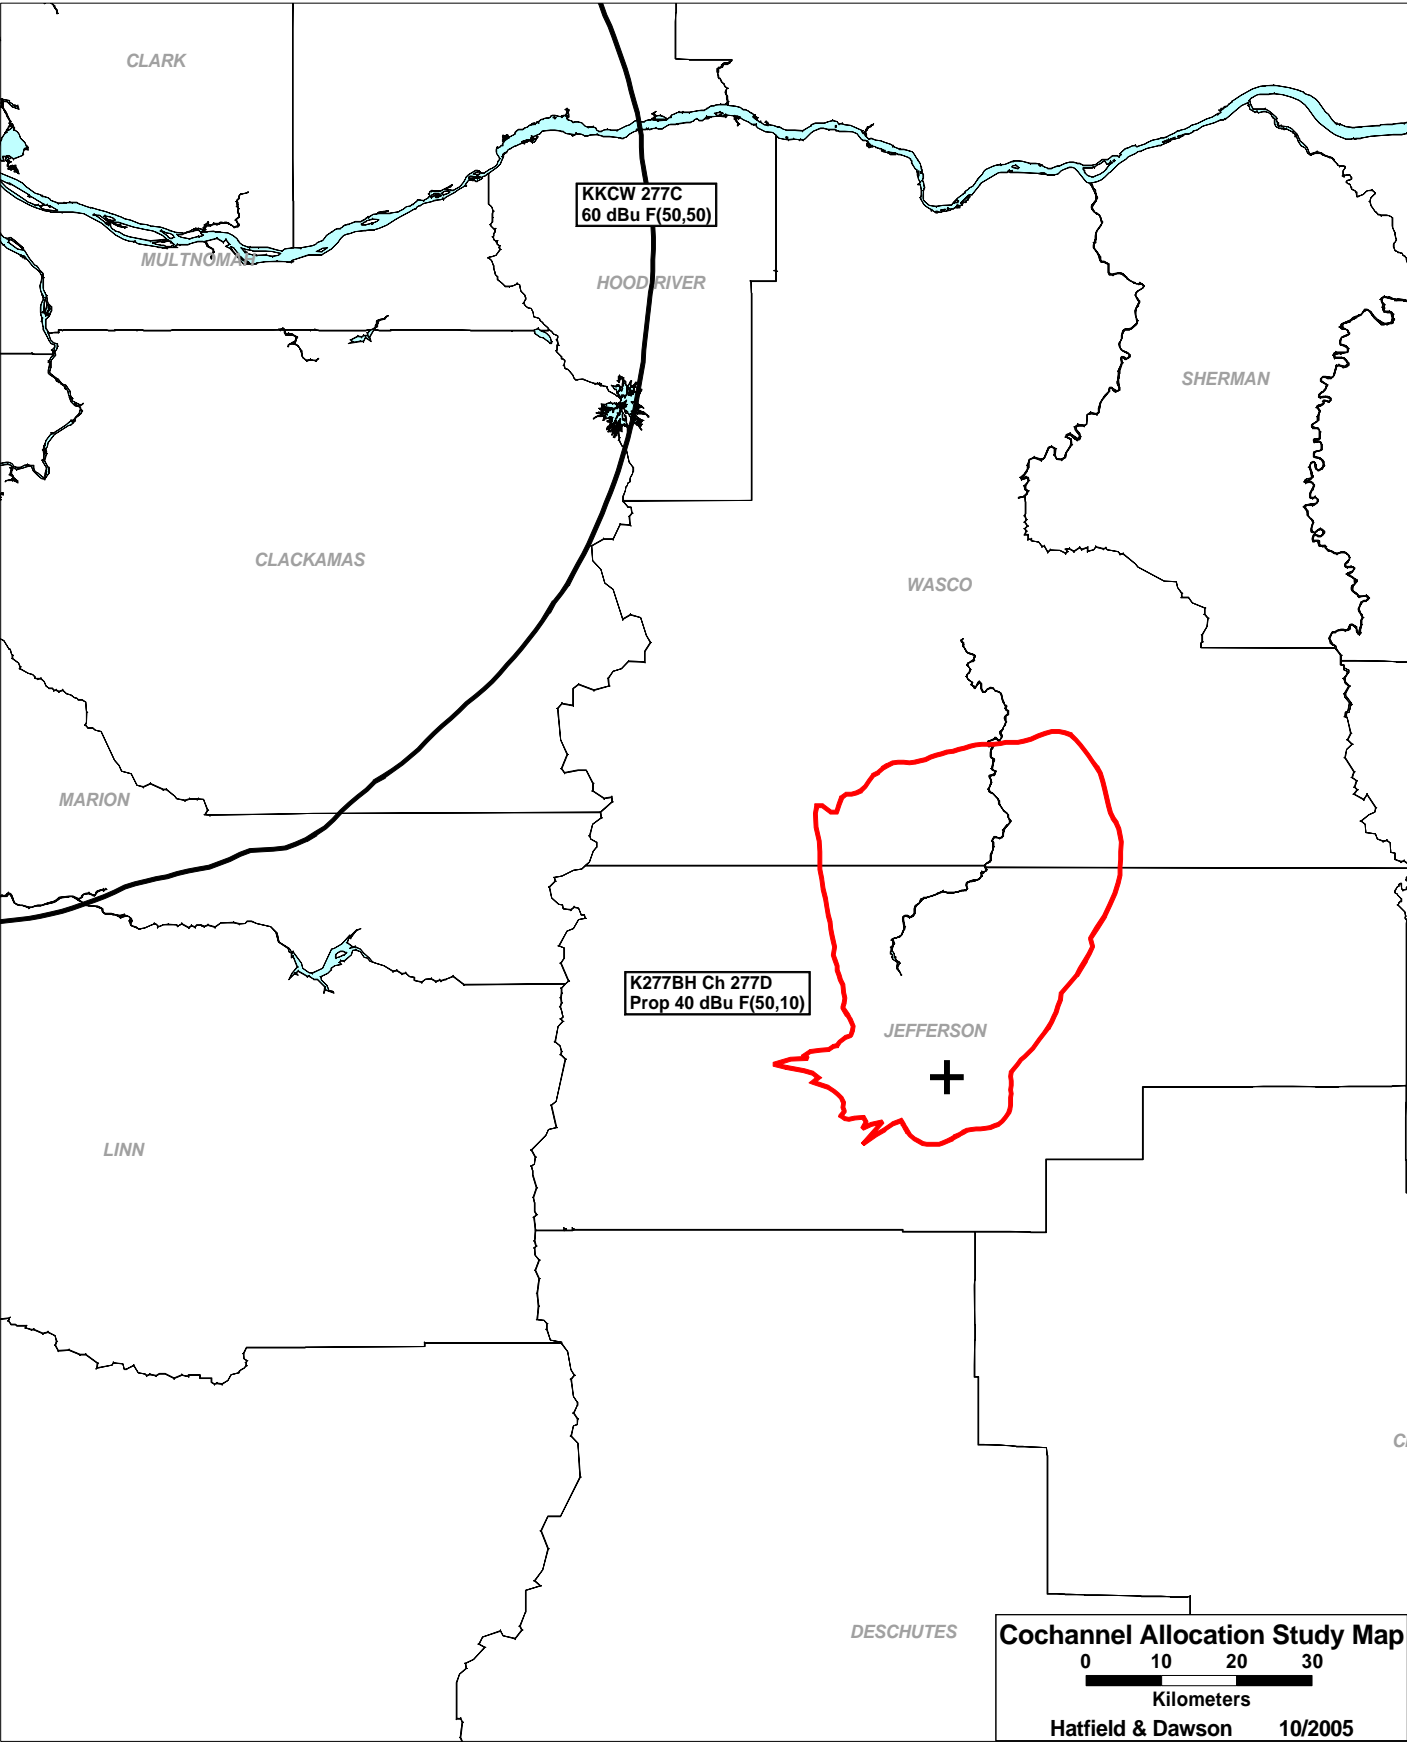 CLARK
KKCW 277C
60 dBu F(50,50)
MULTNOMAH
HOOD RIVER
SHERMAN
CLACKAMAS
WASCO
MARION
K277BH Ch 277D
Prop 40 dBu F(50,10)
JEFFERSON
LINN
DESCHUTES
Cochannel Allocation Study Map
0 10 20 30
Kilometers
Hatfield & Dawson 10/2005